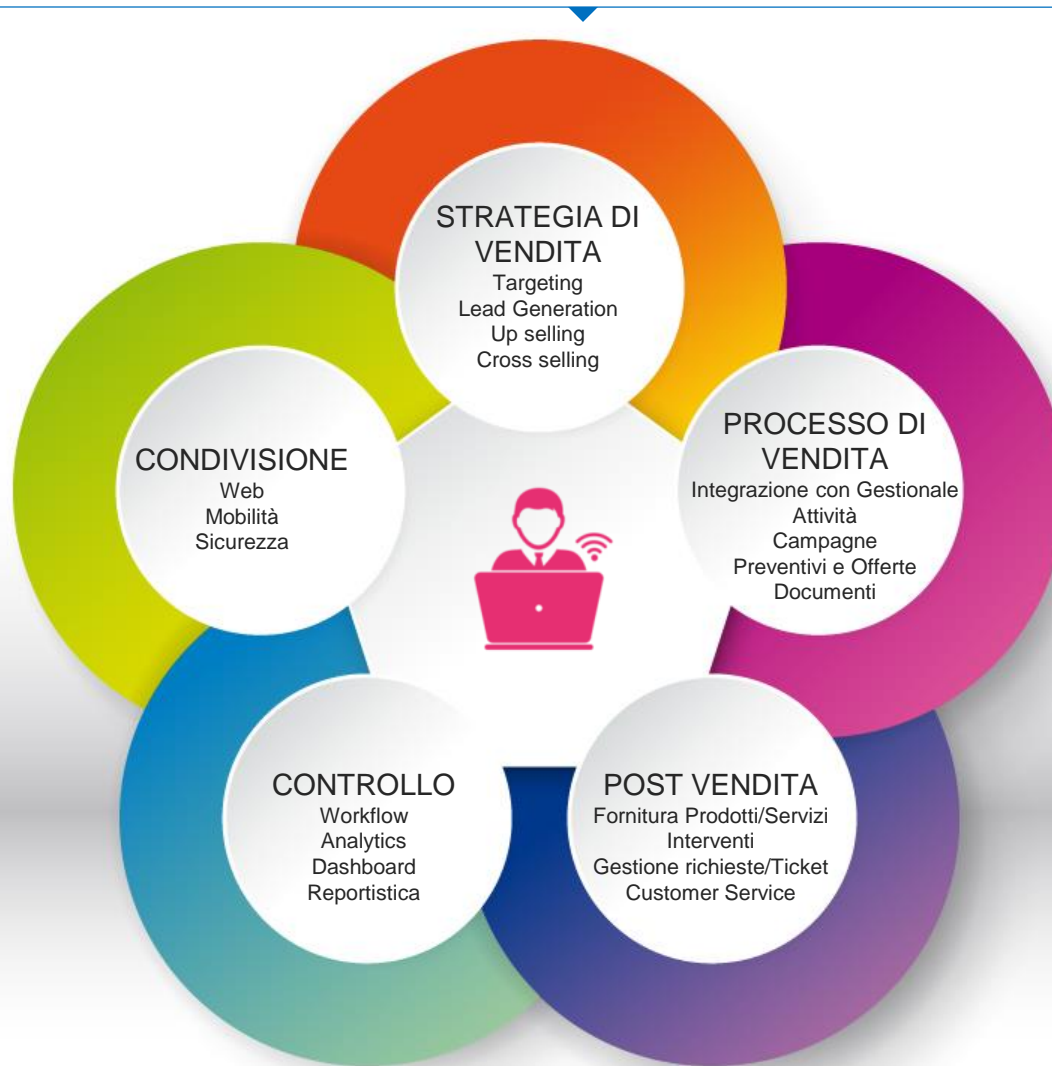 STRATEGIA DI
VENDITA
Targeting
Lead Generation
Up selling
Cross selling
PROCESSO DI
VENDITA
Integrazione con Gestionale
Attività
Campagne
Preventivi e Offerte
Documenti
POST VENDITA
Fornitura Prodotti/Servizi
Interventi
Gestione richieste/Ticket
Customer Service
CONTROLLO
Workflow
Analytics
Dashboard
Reportistica
CONDIVISIONE
Web
Mobilità
Sicurezza